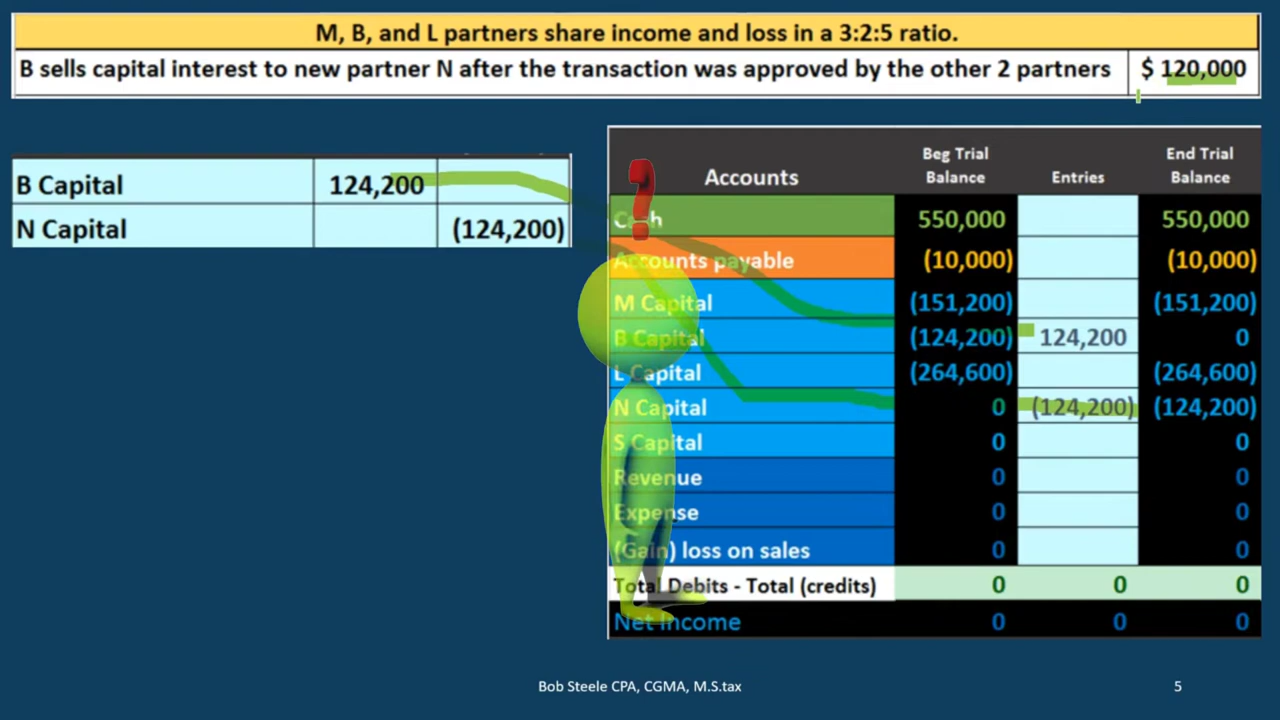 M, B, and L partners share income and loss in a 3:2:5 ratio.
B sells capital interest to new partner N after the transaction was approved by the other 2 partners $ 120,000
B Capital 124,200
N Capital (124,200)
Accounts Beg Trial Balance Entries End Trial Balance
Cash 550,000 550,000
Accounts payable (10,000) (10,000)
M Capital (151,200) (151,200)
B Capital (124,200) 124,200 0
L Capital (264,600) (264,600)
N Capital 0 (124,200) (124,200)
S Capital 0 0
Revenue 0 0
Expense 0 0
(Gain) loss on sales 0 0
Total Debits - Total (credits) 0 0 0
Net Income 0 0 0
Bob Steele CPA, CGMA, M.S.tax 5